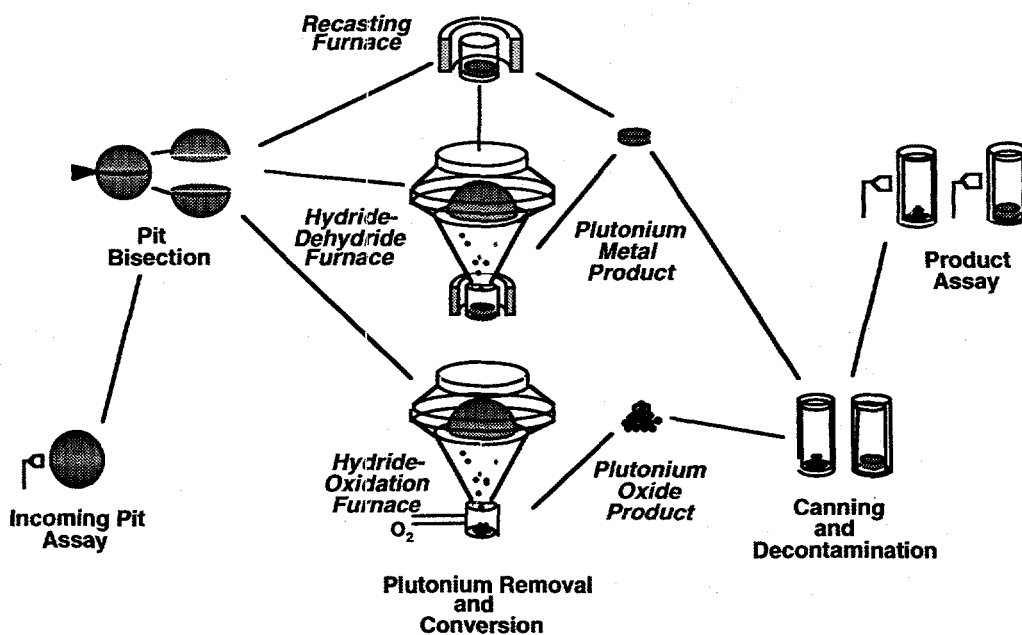 Recasting
Furnace
Pit
Bisection
Hydride-
Dehydride
Furnace
Plutonium
Metal
Product
Product
Assay
Incoming Pit
Assay
Hydride-
Oxidation
Furnace
O₂
Plutonium
Oxide
Product
Canning
and
Decontamination
Plutonium Removal
and
Conversion